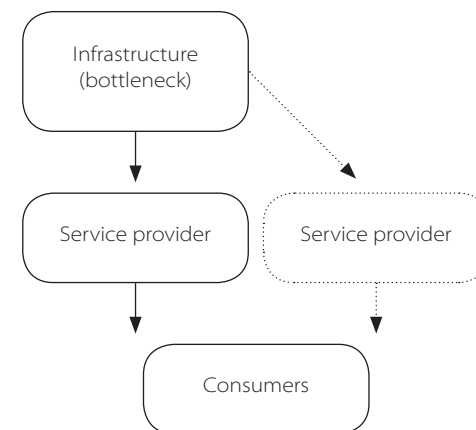 Infrastructure
(bottleneck)
Service provider
Service provider
Consumers